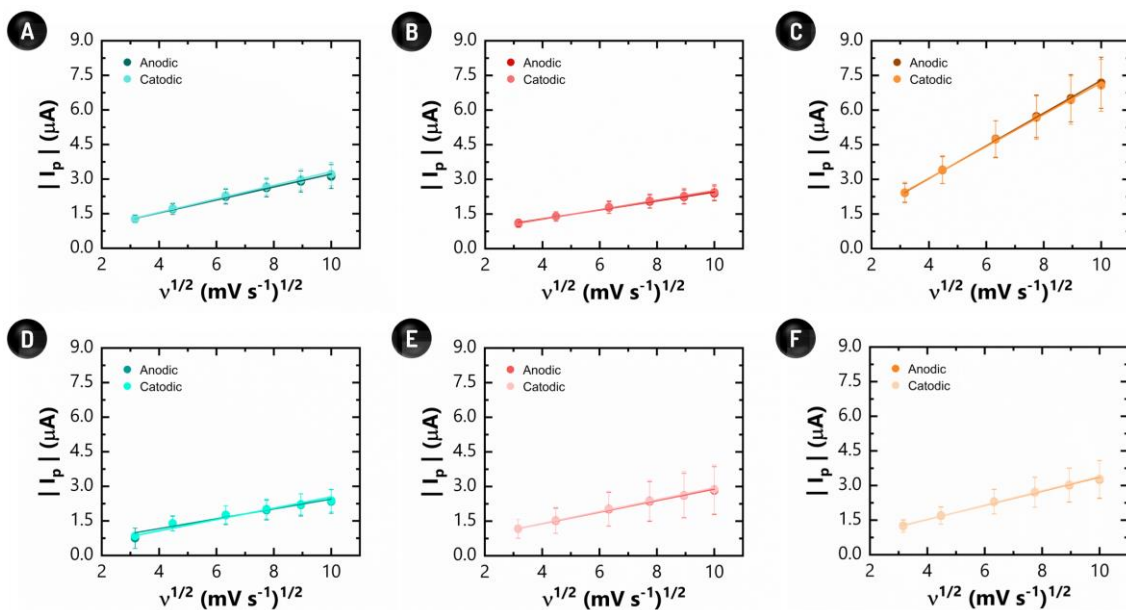 A
9.0
7.5
6.0
4.5
3.0
1.5
0.0
| Ip | (μA)
Anodic
Catodic
2 4 6 8 10
ν1/2 (mV s-1)1/2
B
9.0
7.5
6.0
4.5
3.0
1.5
0.0
| Ip | (μA)
Anodic
Catodic
2 4 6 8 10
ν1/2 (mV s-1)1/2
C
9.0
7.5
6.0
4.5
3.0
1.5
0.0
| Ip | (μA)
Anodic
Catodic
2 4 6 8 10
ν1/2 (mV s-1)1/2
D
9.0
7.5
6.0
4.5
3.0
1.5
0.0
| Ip | (μA)
Anodic
Catodic
2 4 6 8 10
ν1/2 (mV s-1)1/2
E
9.0
7.5
6.0
4.5
3.0
1.5
0.0
| Ip | (μA)
Anodic
Catodic
2 4 6 8 10
ν1/2 (mV s-1)1/2
F
9.0
7.5
6.0
4.5
3.0
1.5
0.0
| Ip | (μA)
Anodic
Catodic
2 4 6 8 10
ν1/2 (mV s-1)1/2